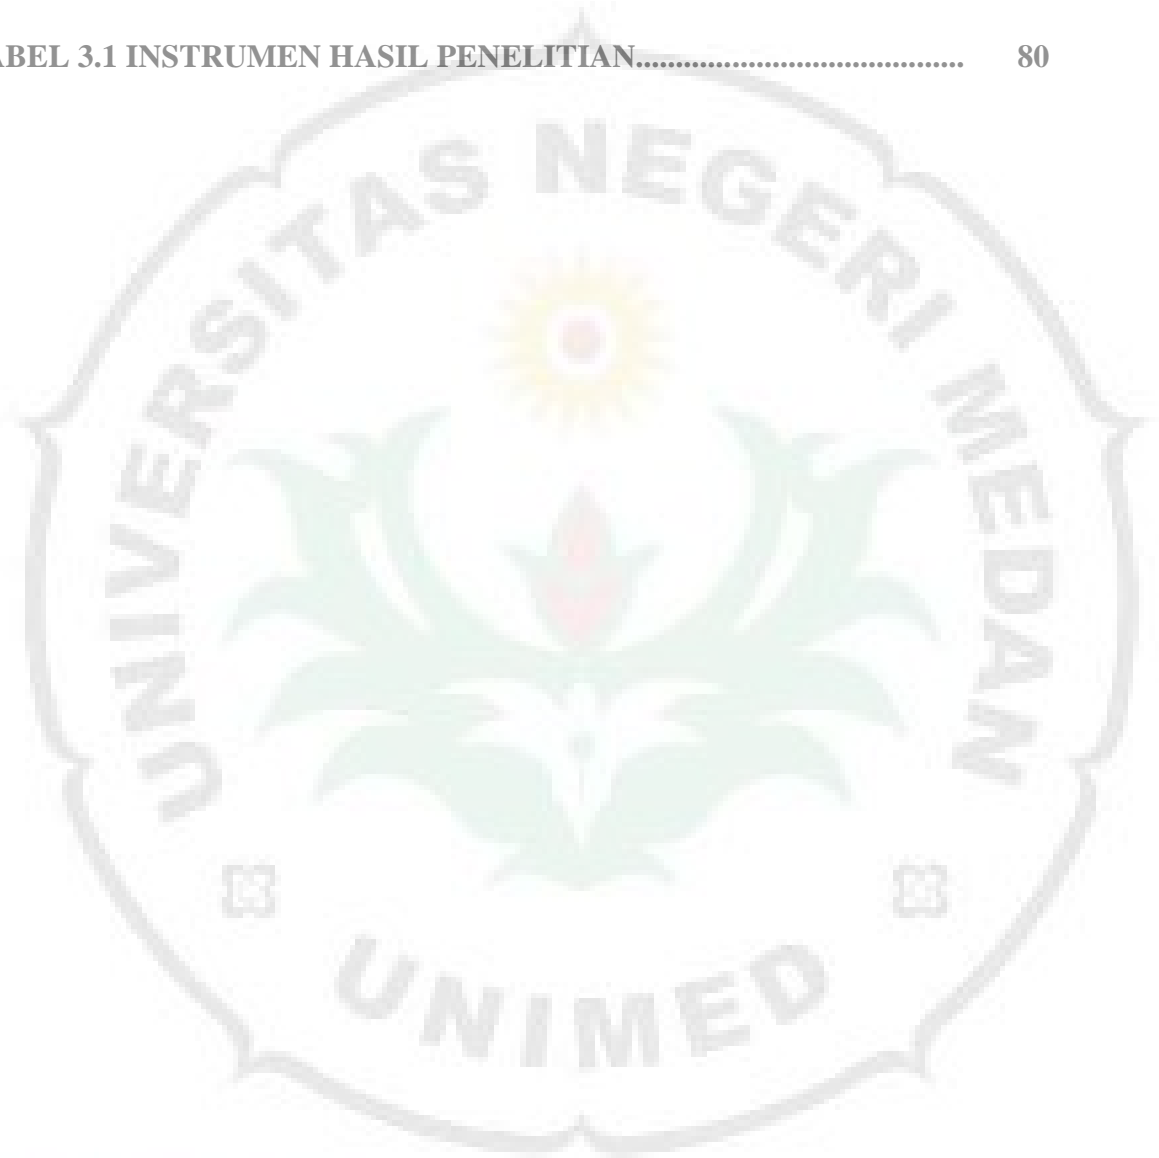 ABEL 3.1 INSTRUMEN HASIL PENELITIAN......................................... 80
UNIVERSITAS NEGERI MEDAN
UNIMED